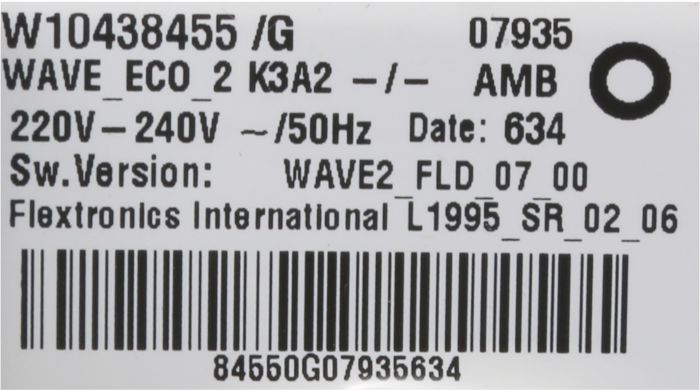 W10438455 /G 07935
WAVE_ECO_2 K3A2 -/- AMB
220V-240V ~/50Hz Date: 634
Sw.Version: WAVE2_FLD_07_00
Flextronics International L1995_SR_02_06
84550G07935634